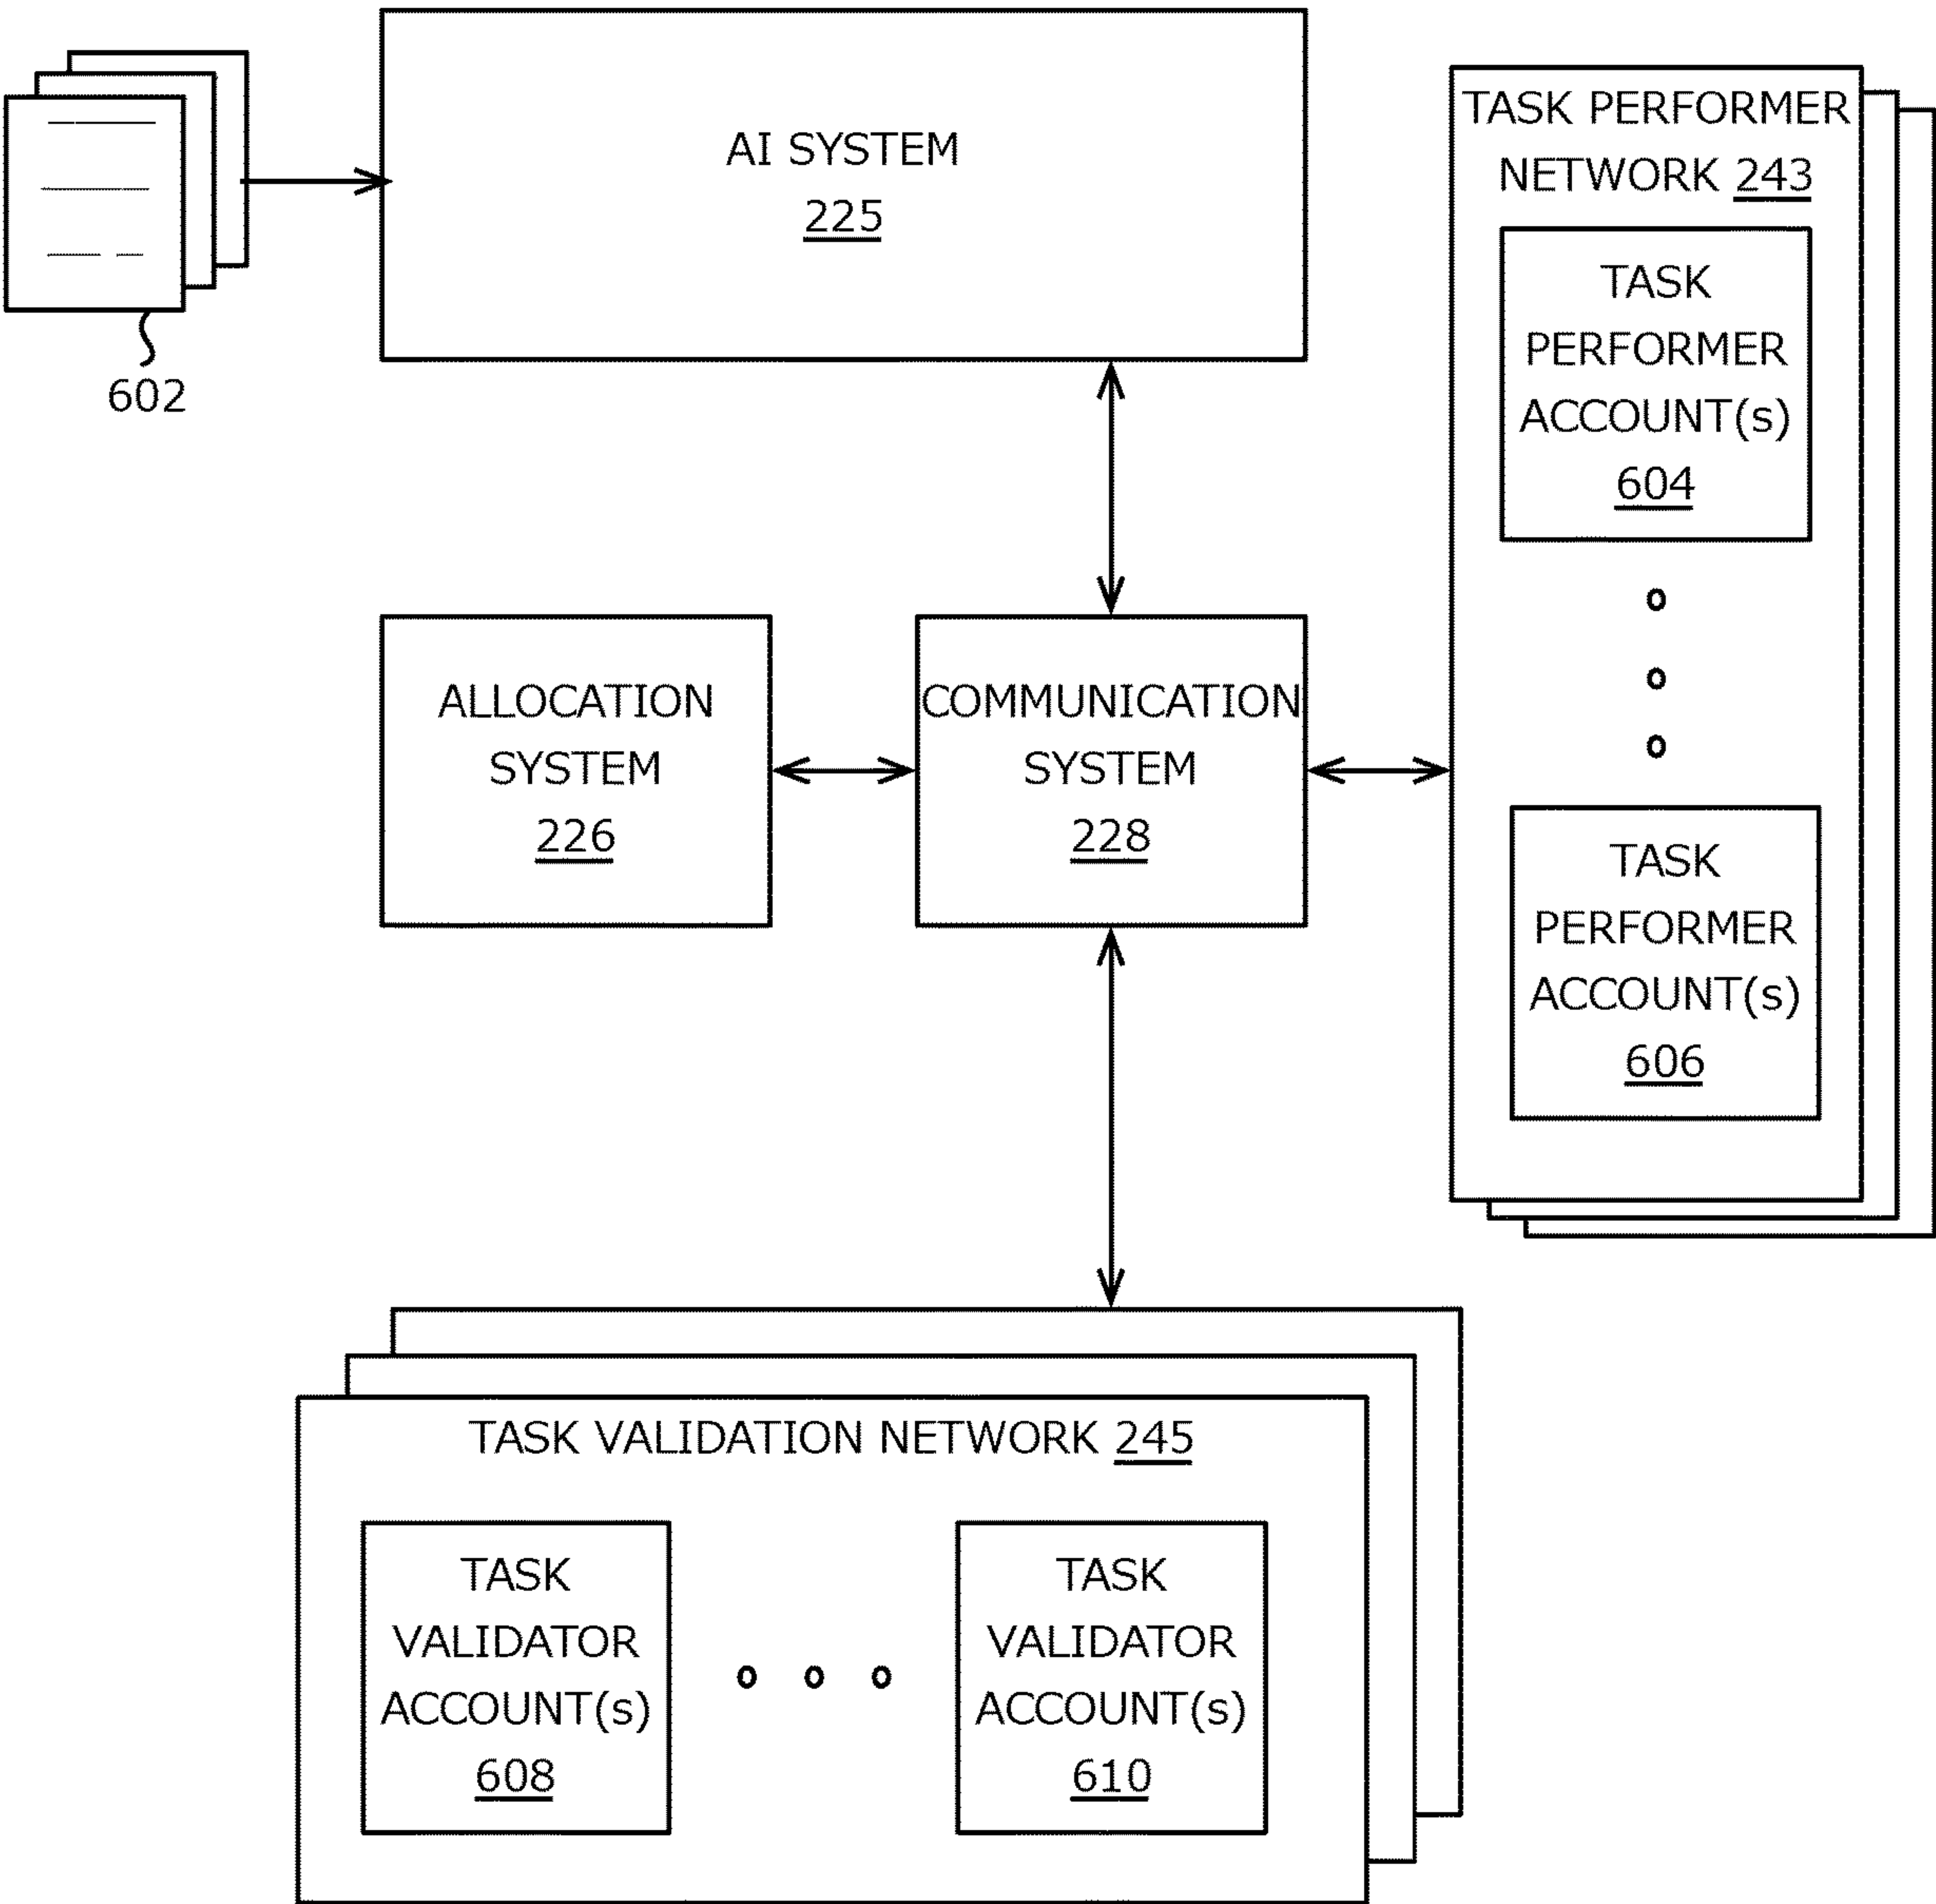 AI SYSTEM
225
602
TASK PERFORMER
NETWORK 243
TASK
PERFORMER
ACCOUNT(s)
604
TASK
PERFORMER
ACCOUNT(s)
606
ALLOCATION
SYSTEM
226
COMMUNICATION
SYSTEM
228
TASK VALIDATION NETWORK 245
TASK
VALIDATOR
ACCOUNT(s)
608
TASK
VALIDATOR
ACCOUNT(s)
610